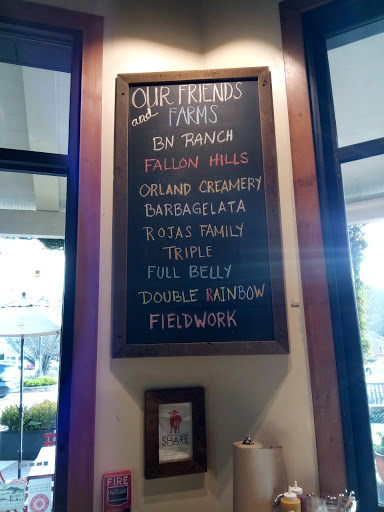 OUR FRIENDS
and FARMS
BN RANCH
FALLON HILLS
ORLAND CREAMERY
BARBAGELATA
ROJAS FAMILY
TRIPLE
FULL BELLY
DOUBLE RAINBOW
FIELDWORK
SHARE
FIRE